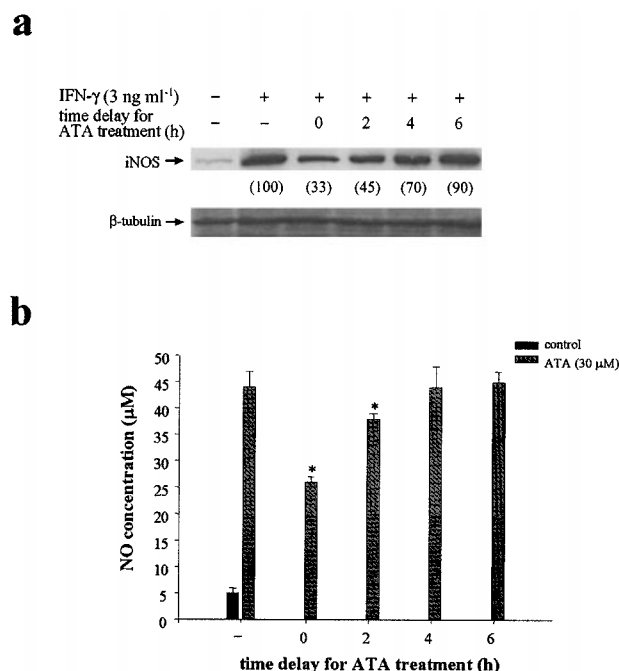 a
IFN-γ (3 ng ml⁻¹) – + + + + +
time delay for
ATA treatment (h) – – 0 2 4 6
iNOS
(100) (33) (45) (70) (90)
β-tubulin
b
control
ATA (30 μM)
NO concentration (μM)
50
45
40
35
30
25
20
15
10
5
0
* *
– 0 2 4 6
time delay for ATA treatment (h)